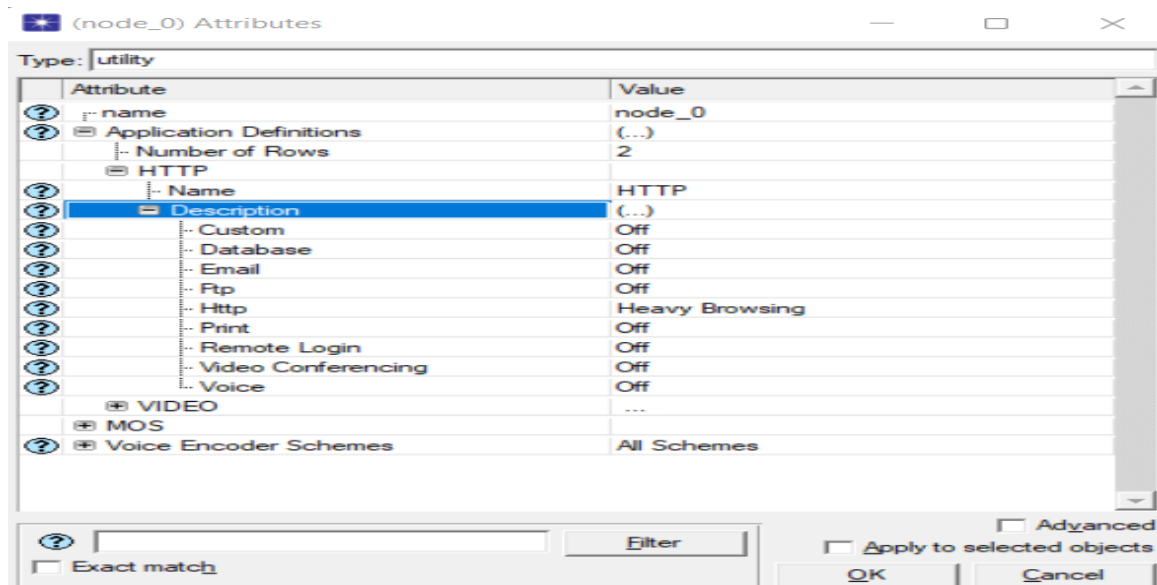 (node_0) Attributes
Type: utility
Attribute Value
? name node_0
? Application Definitions (...)
Number of Rows 2
HTTP
? Name HTTP
? Description (...)
? Custom Off
? Database Off
? Email Off
? Ftp Off
? Http Heavy Browsing
? Print Off
? Remote Login Off
? Video Conferencing Off
? Voice Off
VIDEO ...
MOS
? Voice Encoder Schemes All Schemes
Advanced
? Filter Apply to selected objects
Exact match OK Cancel